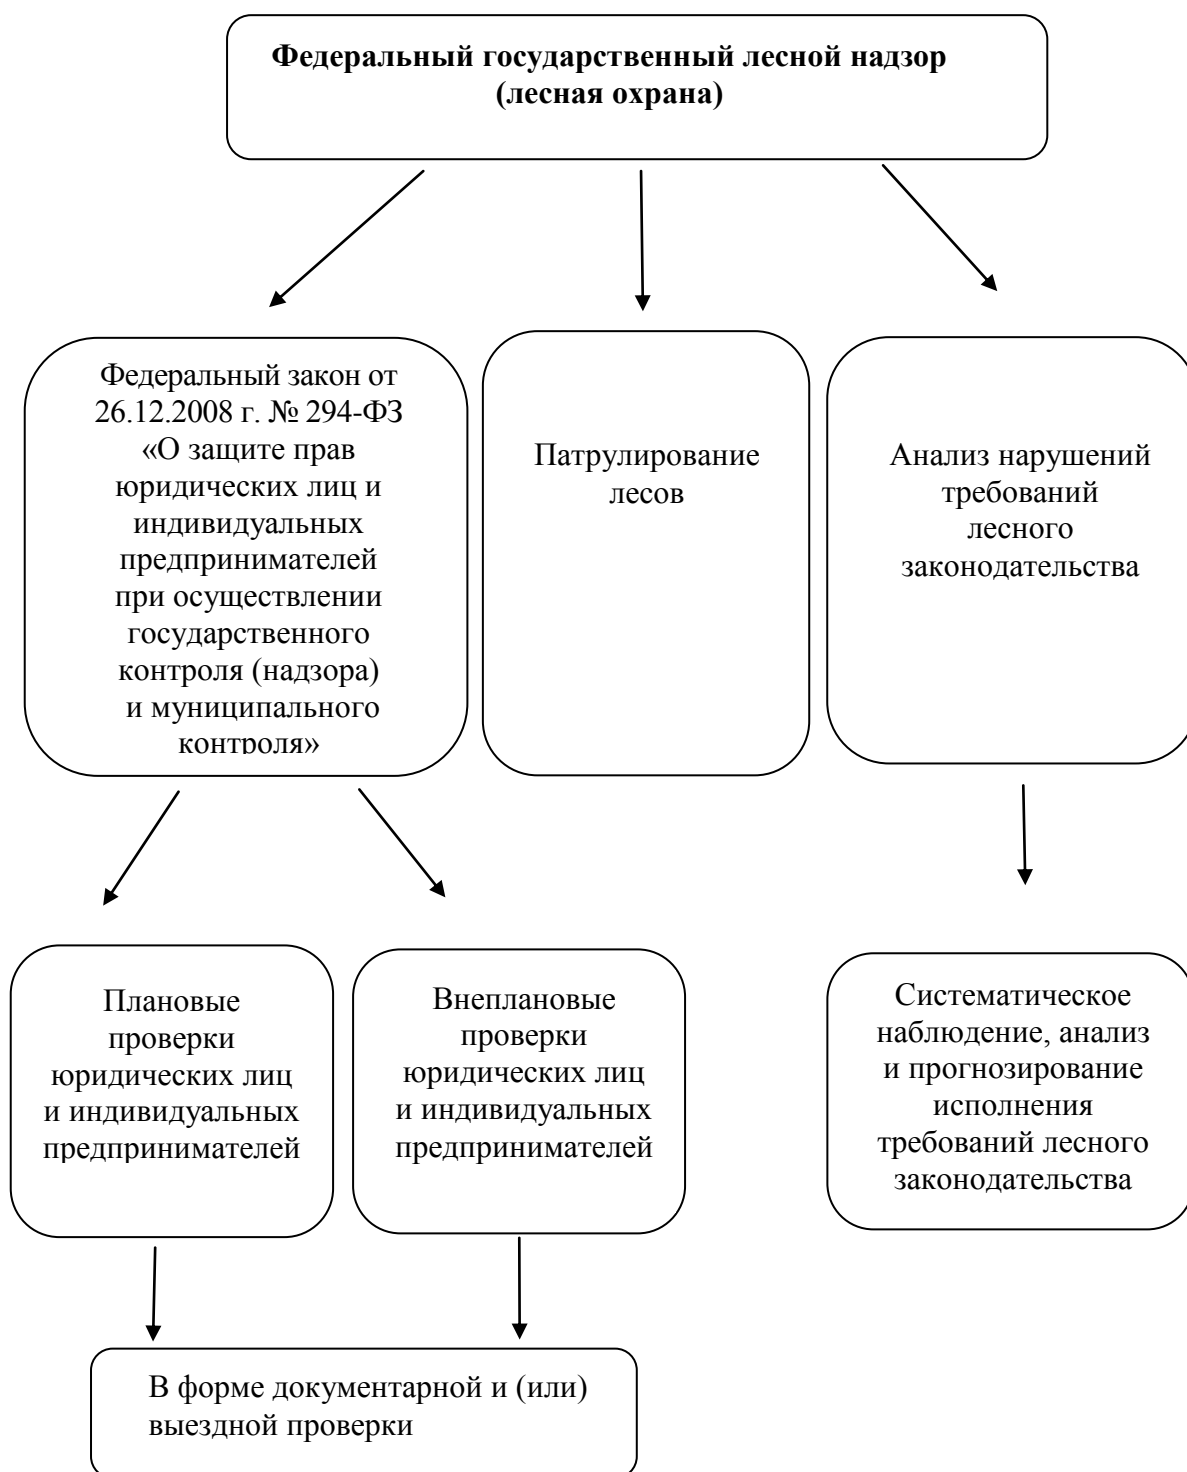 Федеральный государственный лесной надзор
(лесная охрана)
Федеральный закон от
26.12.2008 г. № 294-ФЗ
«О защите прав
юридических лиц и
индивидуальных
предпринимателей
при осуществлении
государственного
контроля (надзора)
и муниципального
контроля»
Патрулирование
лесов
Анализ нарушений
требований
лесного
законодательства
Плановые
проверки
юридических лиц
и индивидуальных
предпринимателей
Внеплановые
проверки
юридических лиц
и индивидуальных
предпринимателей
Систематическое
наблюдение, анализ
и прогнозирование
исполнения
требований лесного
законодательства
В форме документарной и (или)
выездной проверки